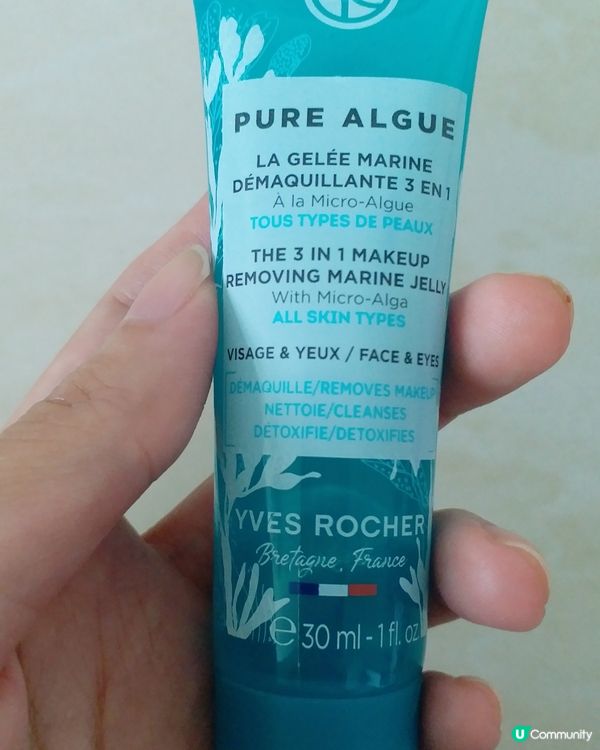 PURE ALGUE
LA GELÉE MARINE
DÉMAQUILLANTE 3 EN 1
À la Micro-Algue
TOUS TYPES DE PEAUX
THE 3 IN 1 MAKEUP
REMOVING MARINE JELLY
With Micro-Alga
ALL SKIN TYPES
VISAGE & YEUX / FACE & EYES
DÉMAQUILLE/REMOVES MAKEUP
NETTOIE/CLEANSES
DÉTOXIFIE/DETOXIFIES
YVES ROCHER
Bretagne, France
℮ 30 ml - 1 fl. oz.
U Community